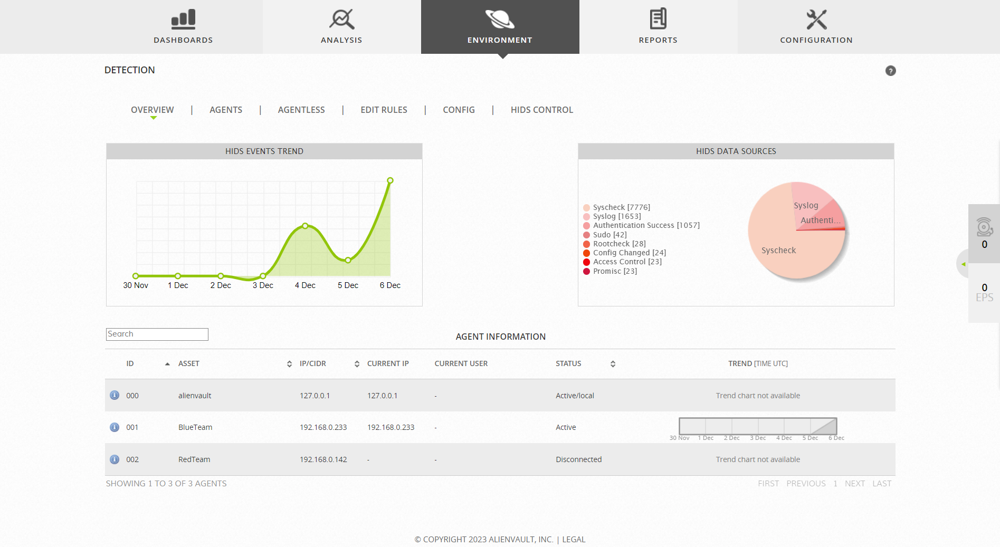 DASHBOARDS ANALYSIS ENVIRONMENT REPORTS CONFIGURATION
DETECTION ?
OVERVIEW | AGENTS | AGENTLESS | EDIT RULES | CONFIG | HIDS CONTROL
HIDS EVENTS TREND
30 Nov 1 Dec 2 Dec 3 Dec 4 Dec 5 Dec 6 Dec
HIDS DATA SOURCES
Syscheck [7776]
Syslog [1653]
Authentication Success [1057]
Sudo [42]
Rootcheck [28]
Config Changed [24]
Access Control [23]
Promisc [23]
Syslog
Authenti...
Syscheck
0
0
EPS
Search
AGENT INFORMATION
ID ASSET IP/CIDR CURRENT IP CURRENT USER STATUS TREND [TIME UTC]
i 000 alienvault 127.0.0.1 127.0.0.1 - Active/local Trend chart not available
i 001 BlueTeam 192.168.0.233 192.168.0.233 - Active
30 Nov 1 Dec 2 Dec 3 Dec 4 Dec 5 Dec 6 Dec
i 002 RedTeam 192.168.0.142 - - Disconnected Trend chart not available
SHOWING 1 TO 3 OF 3 AGENTS FIRST PREVIOUS 1 NEXT LAST
© COPYRIGHT 2023 ALIENVAULT, INC. | LEGAL